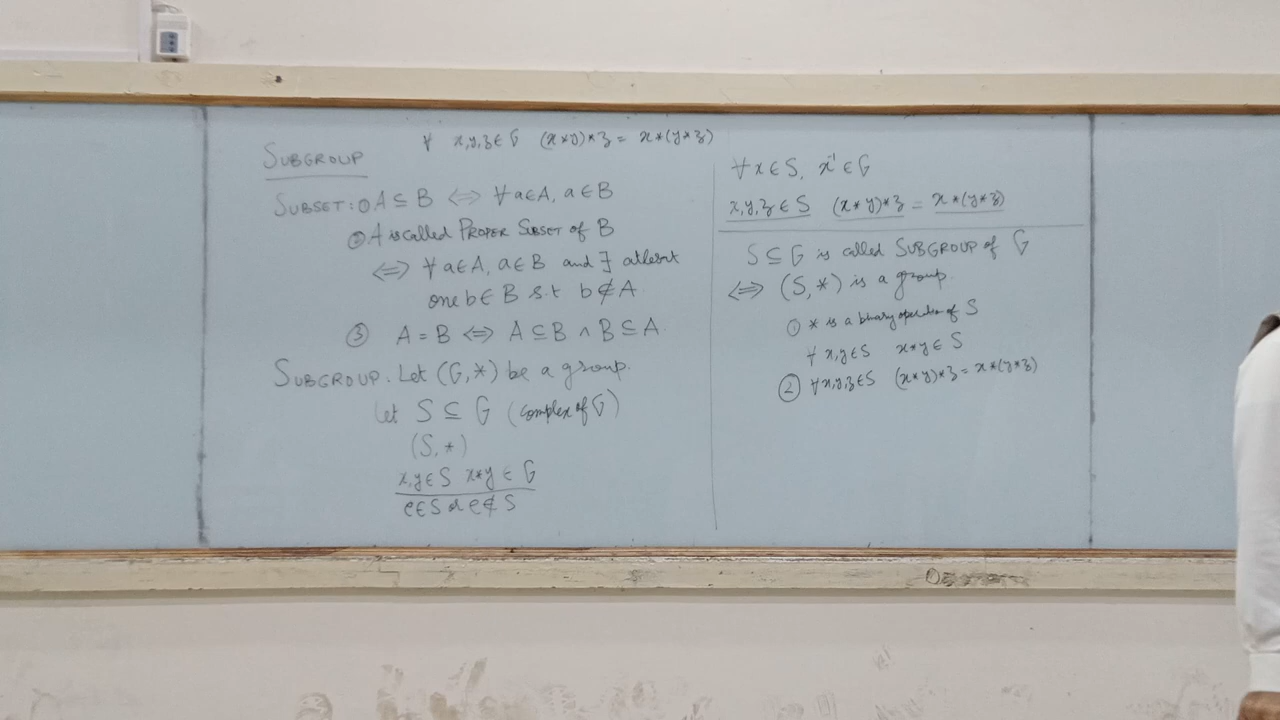 ∀ x,y,z ∈ G (x*y)*z = x*(y*z)
SUBGROUP
SUBSET: ① A ⊆ B ⟺ ∀ a∈A, a∈B
② A is called PROPER SUBSET of B
⟺ ∀ a∈A, a∈B and ∃ atleast
one b∈B s.t b∉A
③ A = B ⟺ A ⊆ B ∧ B ⊆ A.
SUBGROUP. Let (G,*) be a group.
Let S ⊆ G (complex of G)
(S,*)
x,y∈S x*y ∈ G
e∈S or e∉S
∀ x∈S, x⁻¹∈G
x,y,z ∈ S (x*y)*z = x*(y*z)
S ⊆ G is called SUBGROUP of G
⟺ (S,*) is a group.
① * is a binary operation of S
∀ x,y∈S x*y∈S
② ∀x,y,z∈S (x*y)*z = x*(y*z)